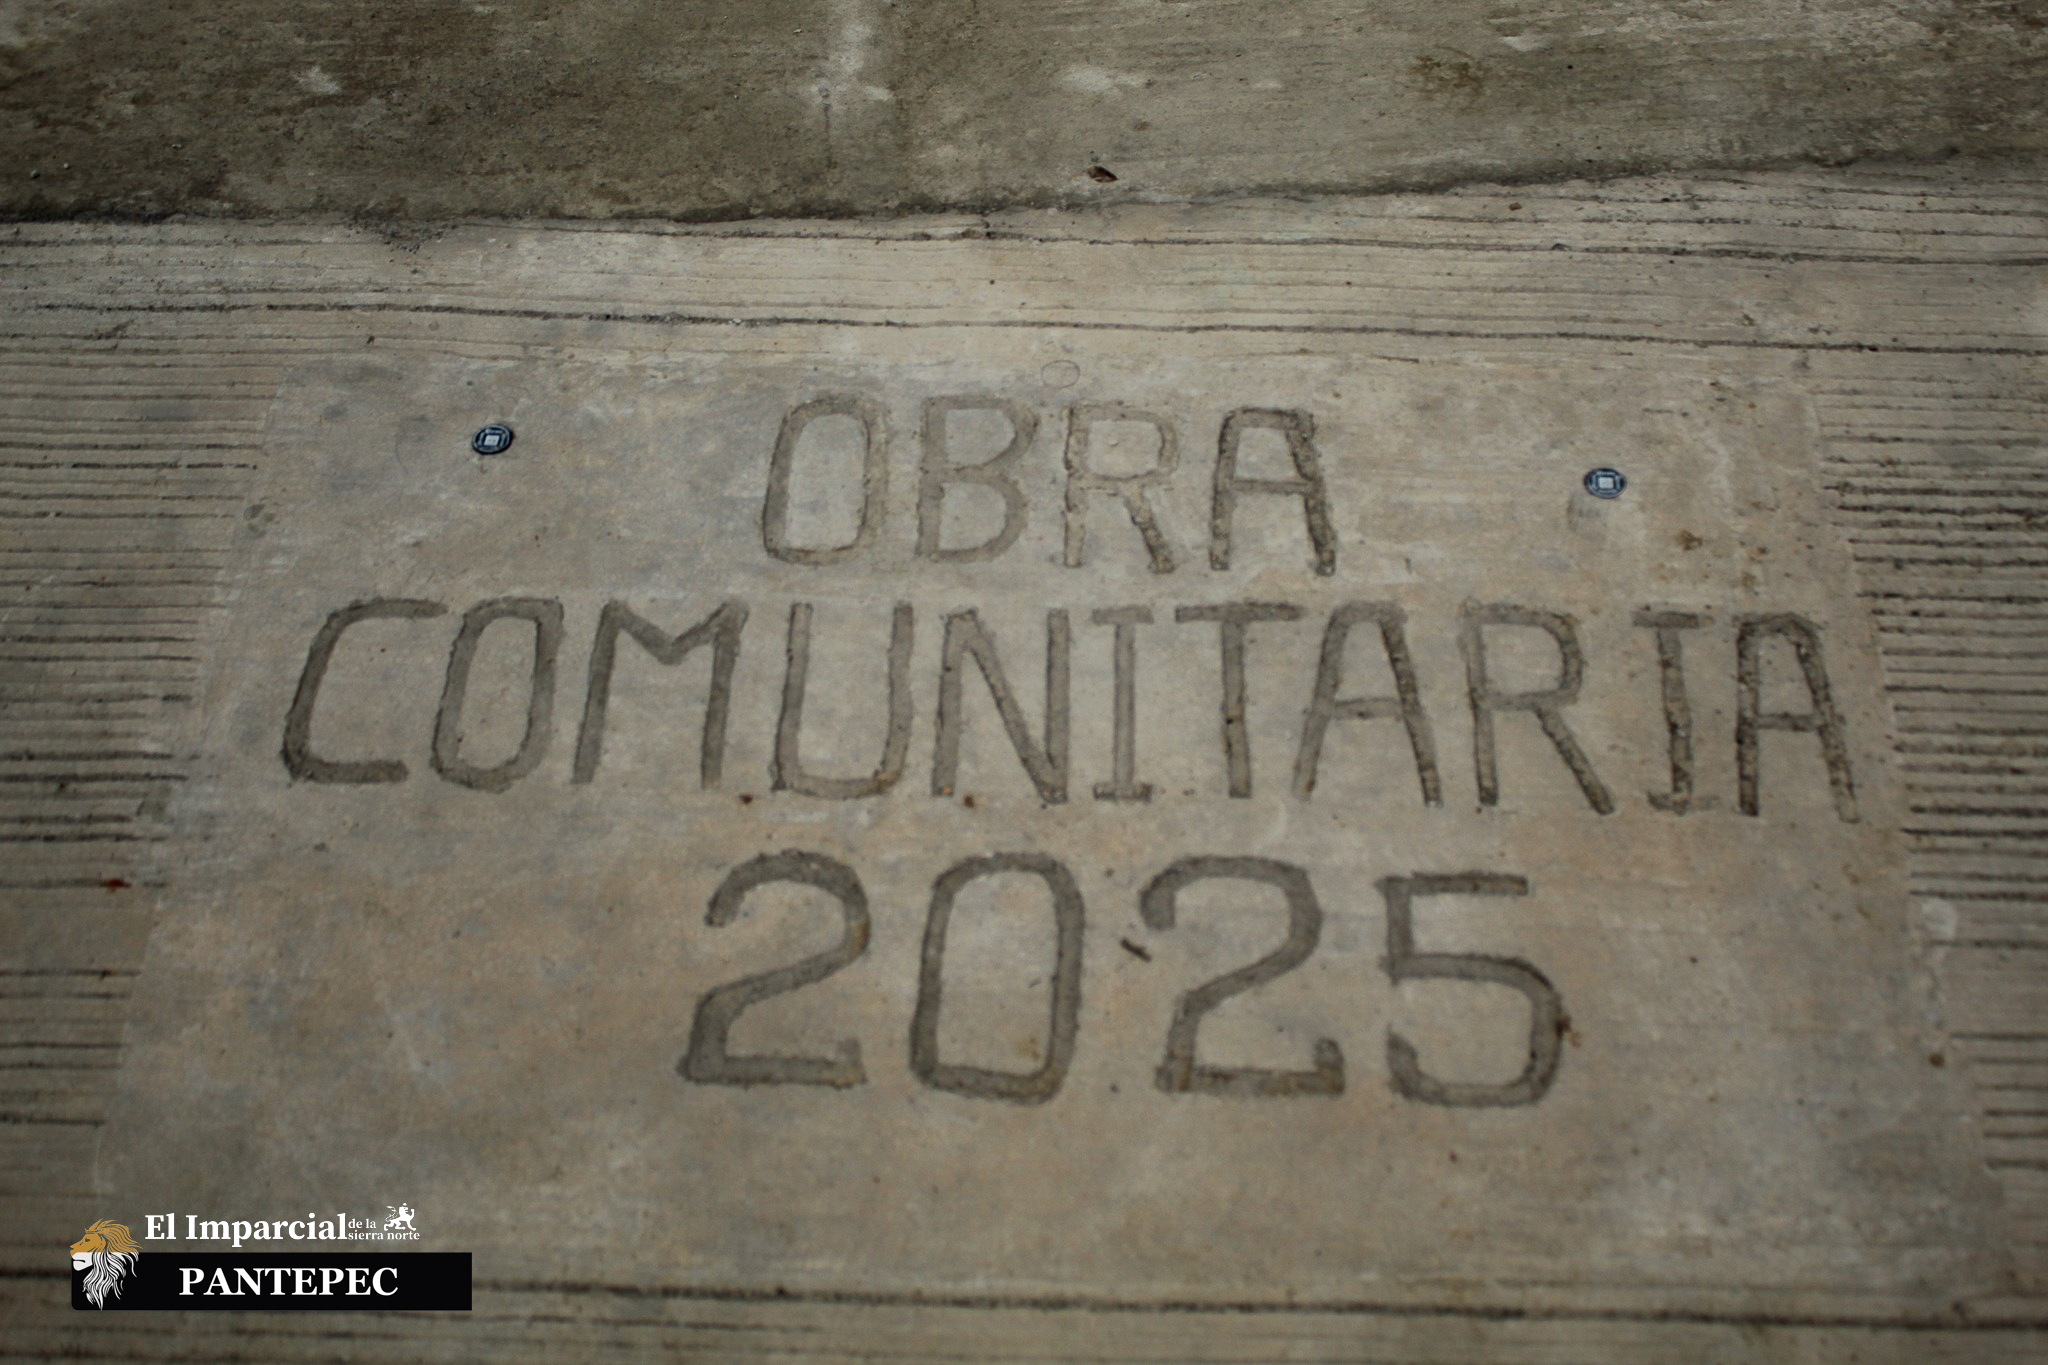 OBRA
COMUNITARIA
2025
El Imparcial de la sierra norte
PANTEPEC